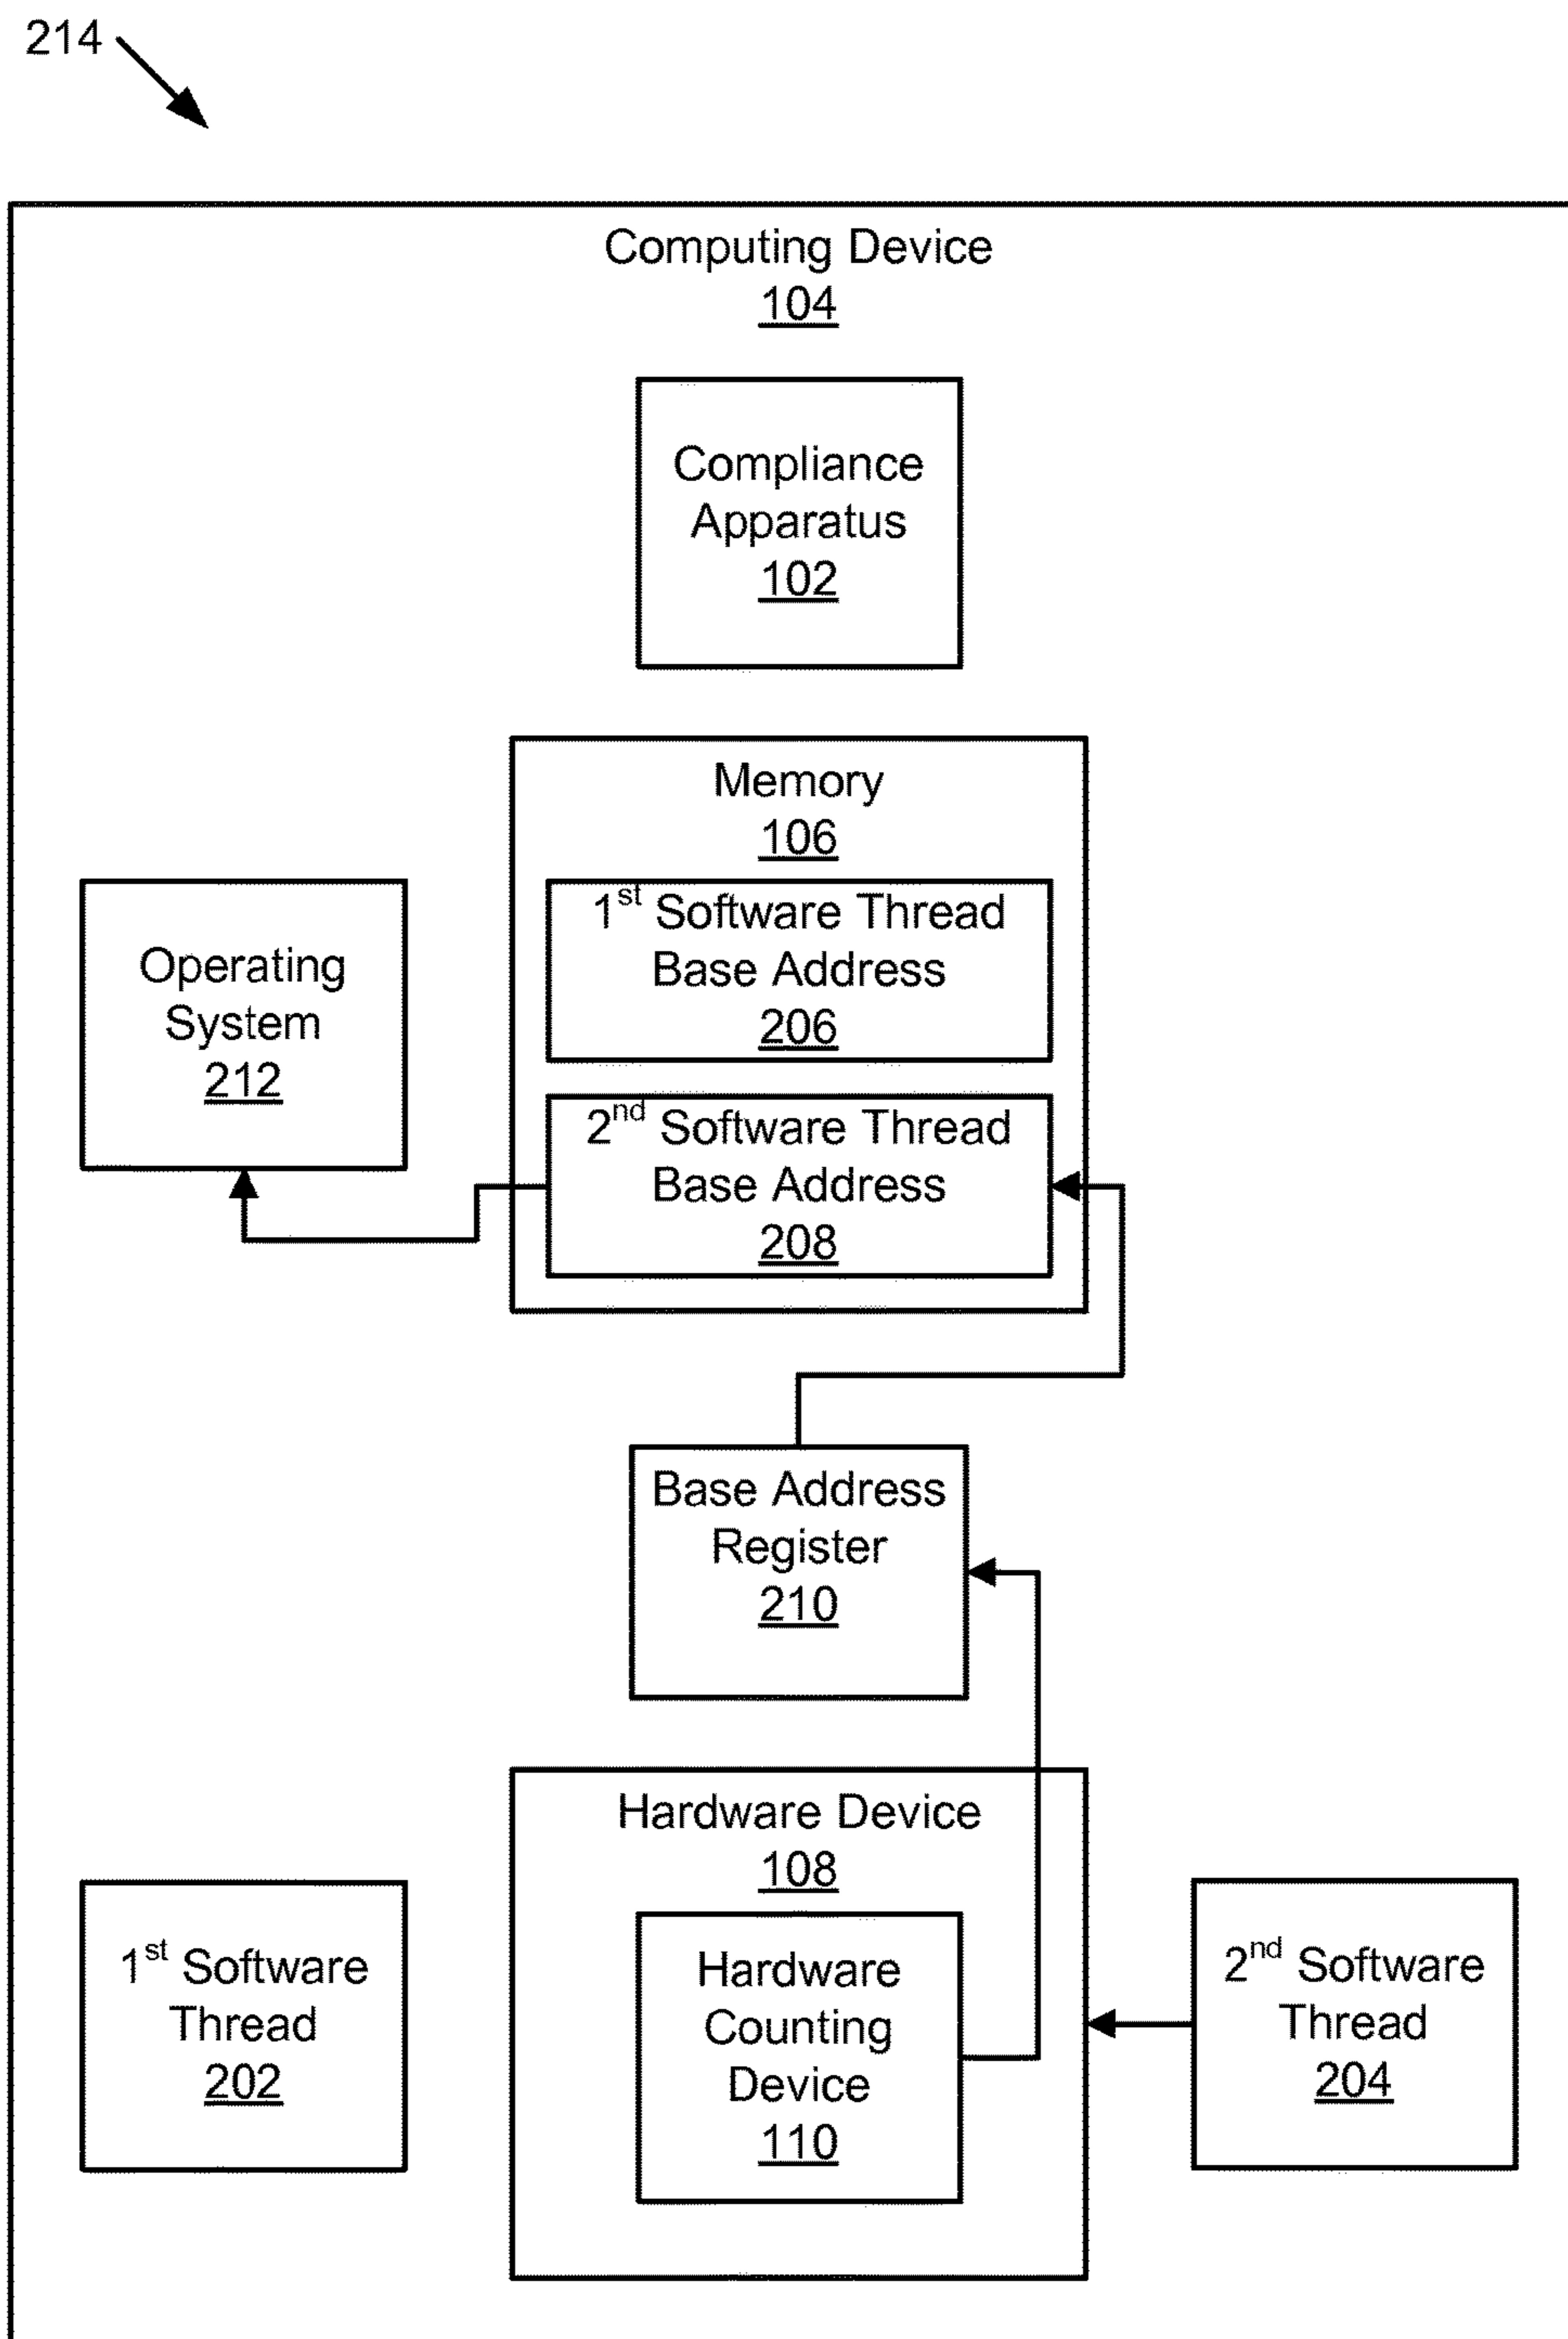 214
Computing Device
104
Compliance
Apparatus
102
Memory
106
1st Software Thread
Base Address
206
Operating
System
212
2nd Software Thread
Base Address
208
Base Address
Register
210
Hardware Device
108
1st Software
Thread
202
Hardware
Counting
Device
110
2nd Software
Thread
204